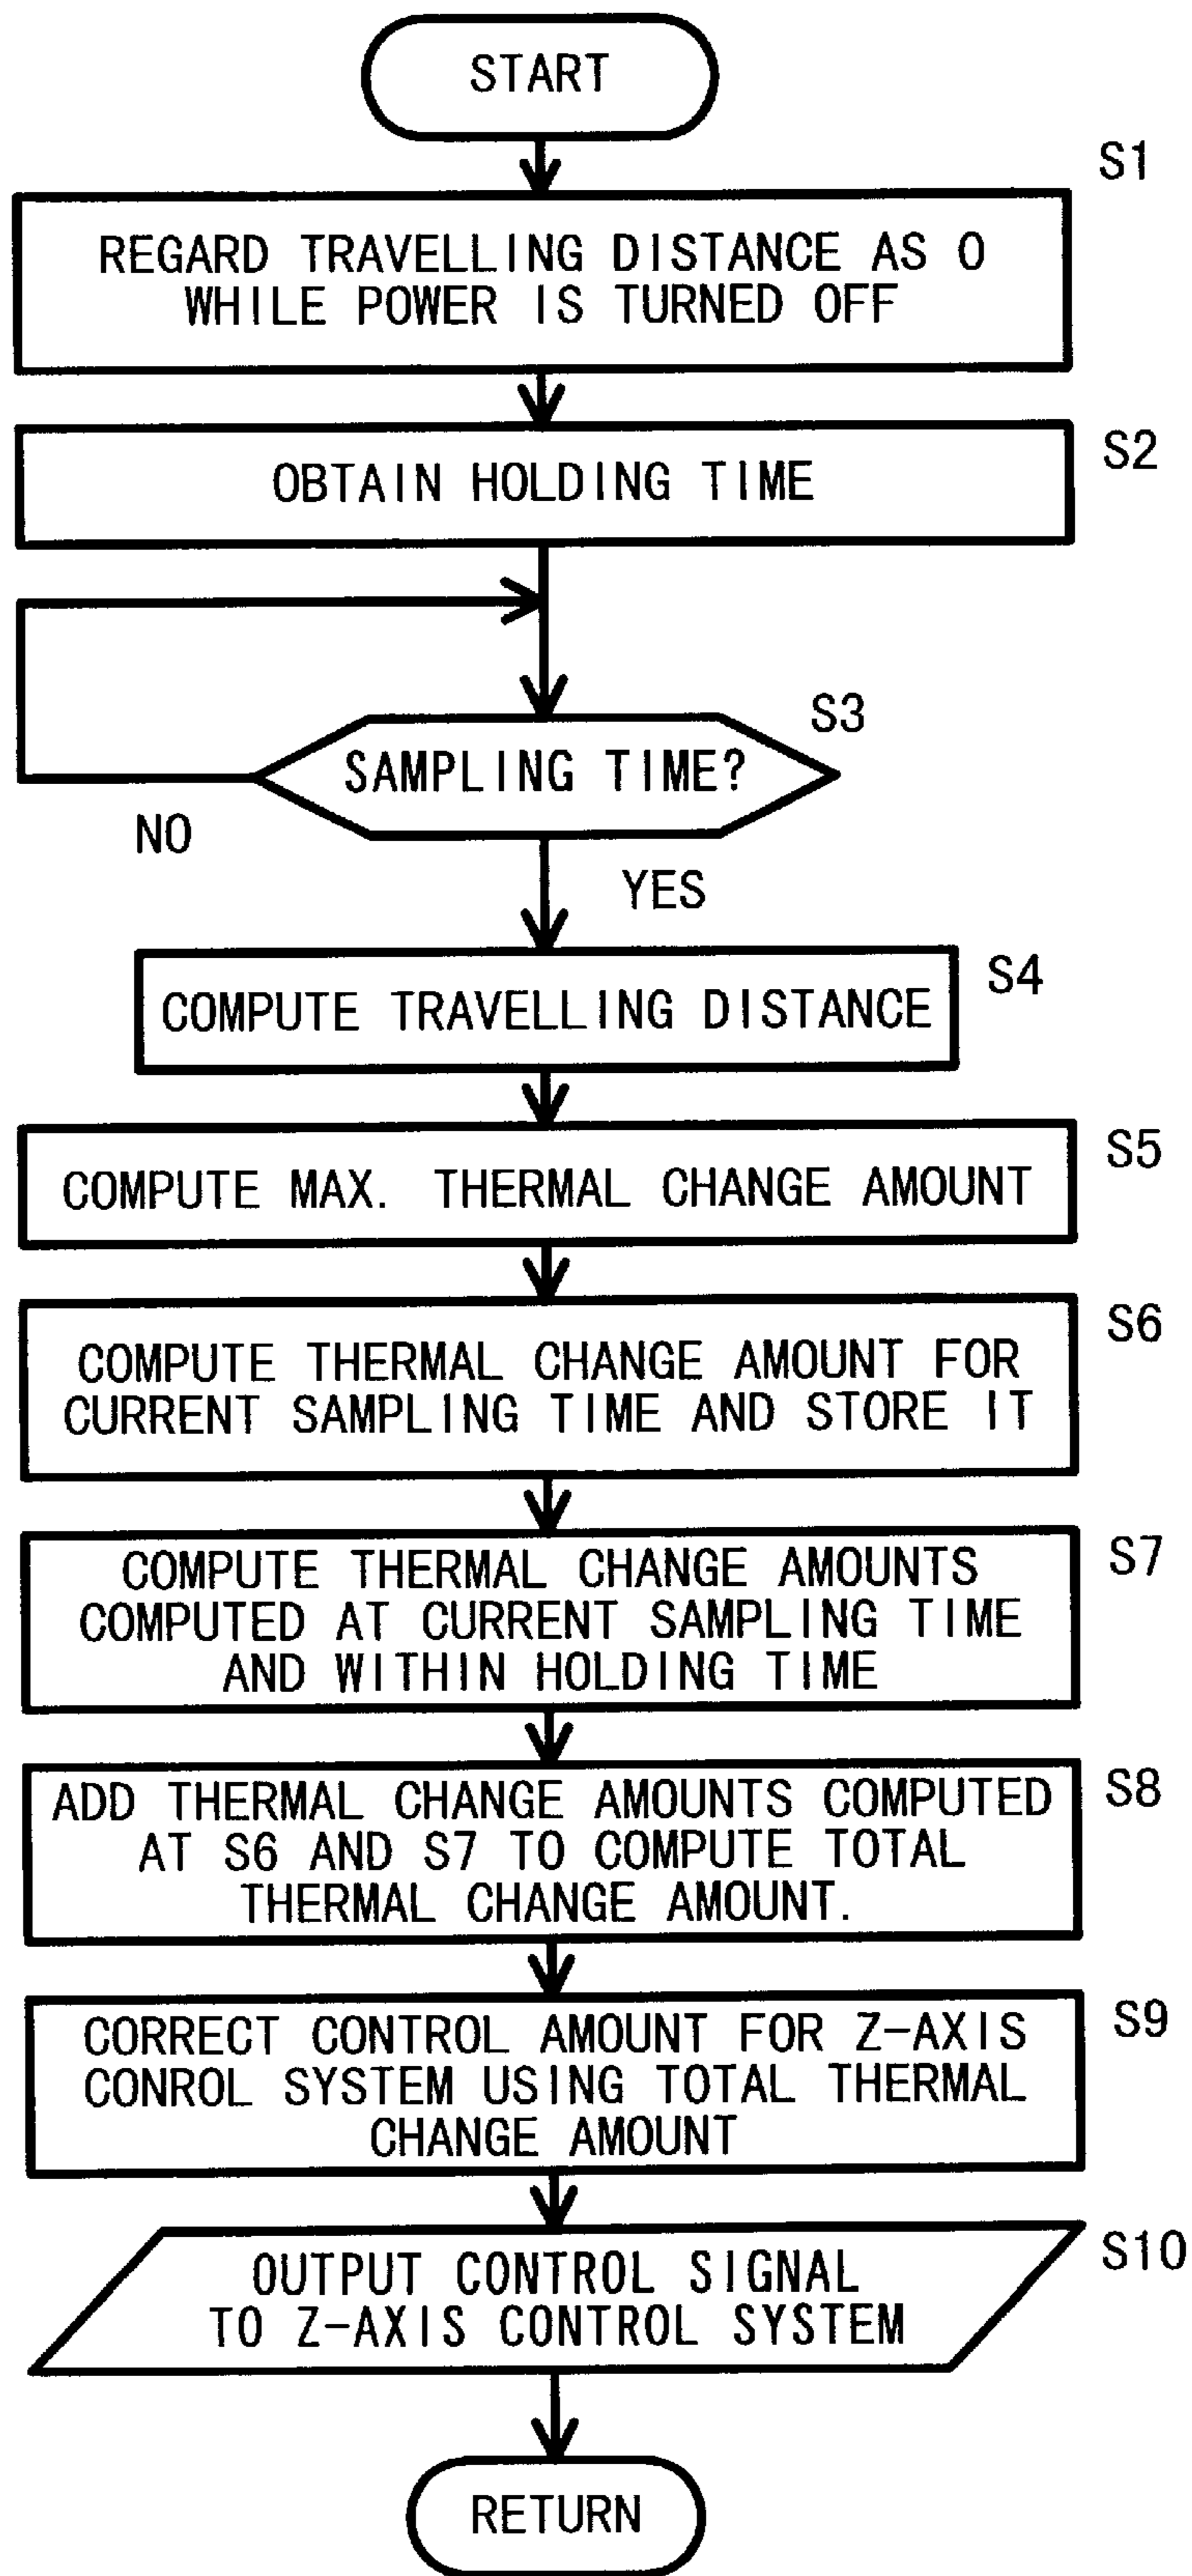 START
S1
REGARD TRAVELLING DISTANCE AS 0
WHILE POWER IS TURNED OFF
S2
OBTAIN HOLDING TIME
S3
SAMPLING TIME?
NO
YES
S4
COMPUTE TRAVELLING DISTANCE
S5
COMPUTE MAX. THERMAL CHANGE AMOUNT
S6
COMPUTE THERMAL CHANGE AMOUNT FOR
CURRENT SAMPLING TIME AND STORE IT
S7
COMPUTE THERMAL CHANGE AMOUNTS
COMPUTED AT CURRENT SAMPLING TIME
AND WITHIN HOLDING TIME
S8
ADD THERMAL CHANGE AMOUNTS COMPUTED
AT S6 AND S7 TO COMPUTE TOTAL
THERMAL CHANGE AMOUNT.
S9
CORRECT CONTROL AMOUNT FOR Z-AXIS
CONROL SYSTEM USING TOTAL THERMAL
CHANGE AMOUNT
S10
OUTPUT CONTROL SIGNAL
TO Z-AXIS CONTROL SYSTEM
RETURN